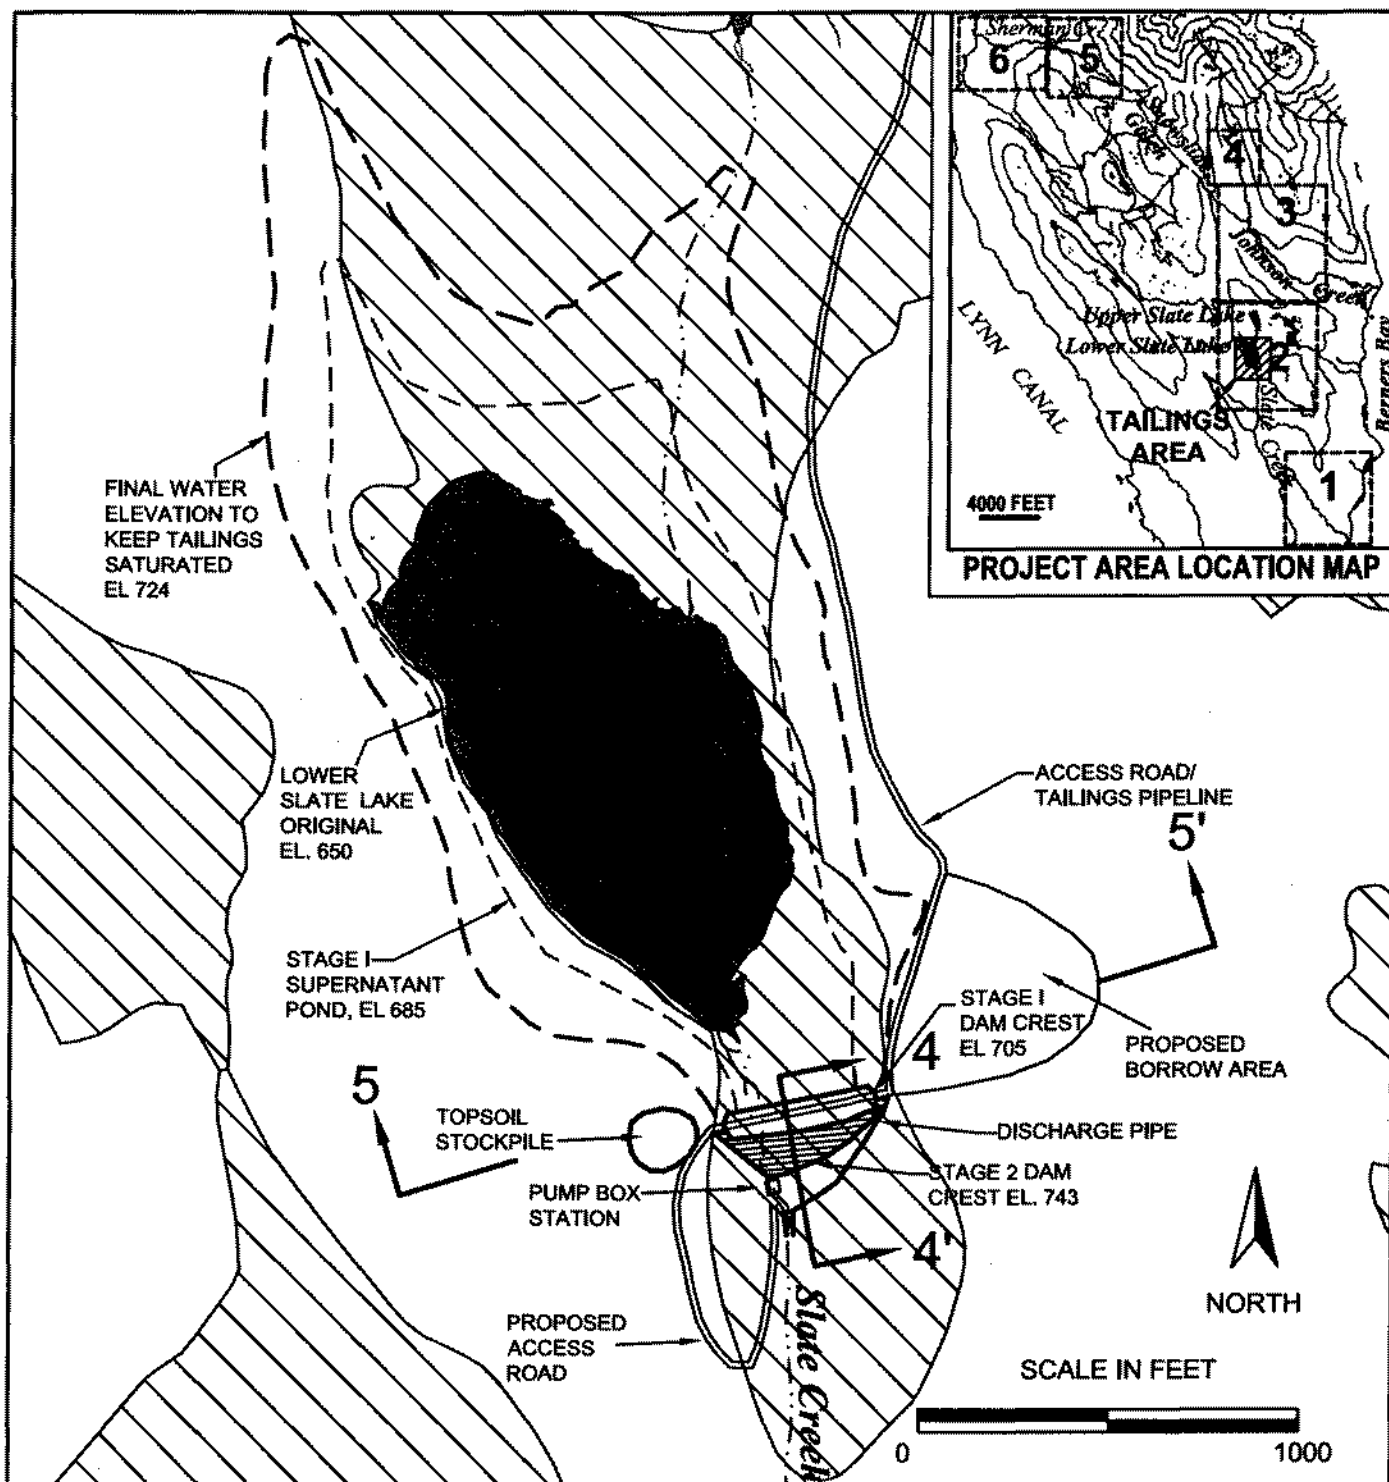 Sherman Cr.
6
5
Gulch
4
3
Johnson
Creek
Upper Slate Lake
Lower Slate Lake
2
LYNN CANAL
Slate Creek
Berners Bay
TAILINGS
AREA
1
4000 FEET
PROJECT AREA LOCATION MAP
FINAL WATER
ELEVATION TO
KEEP TAILINGS
SATURATED
EL 724
LOWER
SLATE LAKE
ORIGINAL
EL. 650
ACCESS ROAD/
TAILINGS PIPELINE
5'
STAGE I
SUPERNATANT
POND, EL 685
STAGE I
DAM CREST
EL 705
4
PROPOSED
BORROW AREA
5
TOPSOIL
STOCKPILE
DISCHARGE PIPE
STAGE 2 DAM
CREST EL. 743
PUMP BOX
STATION
4'
NORTH
PROPOSED
ACCESS
ROAD
Slate Creek
SCALE IN FEET
0
1000